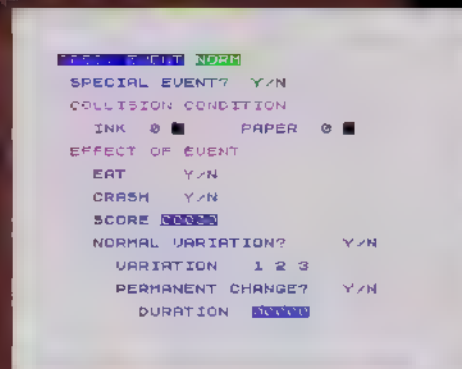 NORM
SPECIAL EVENT? Y/N
COLLISION CONDITION
INK 0 PAPER 0
EFFECT OF EVENT
EAT Y/N
CRASH Y/N
SCORE 00000
NORMAL VARIATION? Y/N
VARIATION 1 2 3
PERMANENT CHANGE? Y/N
DURATION